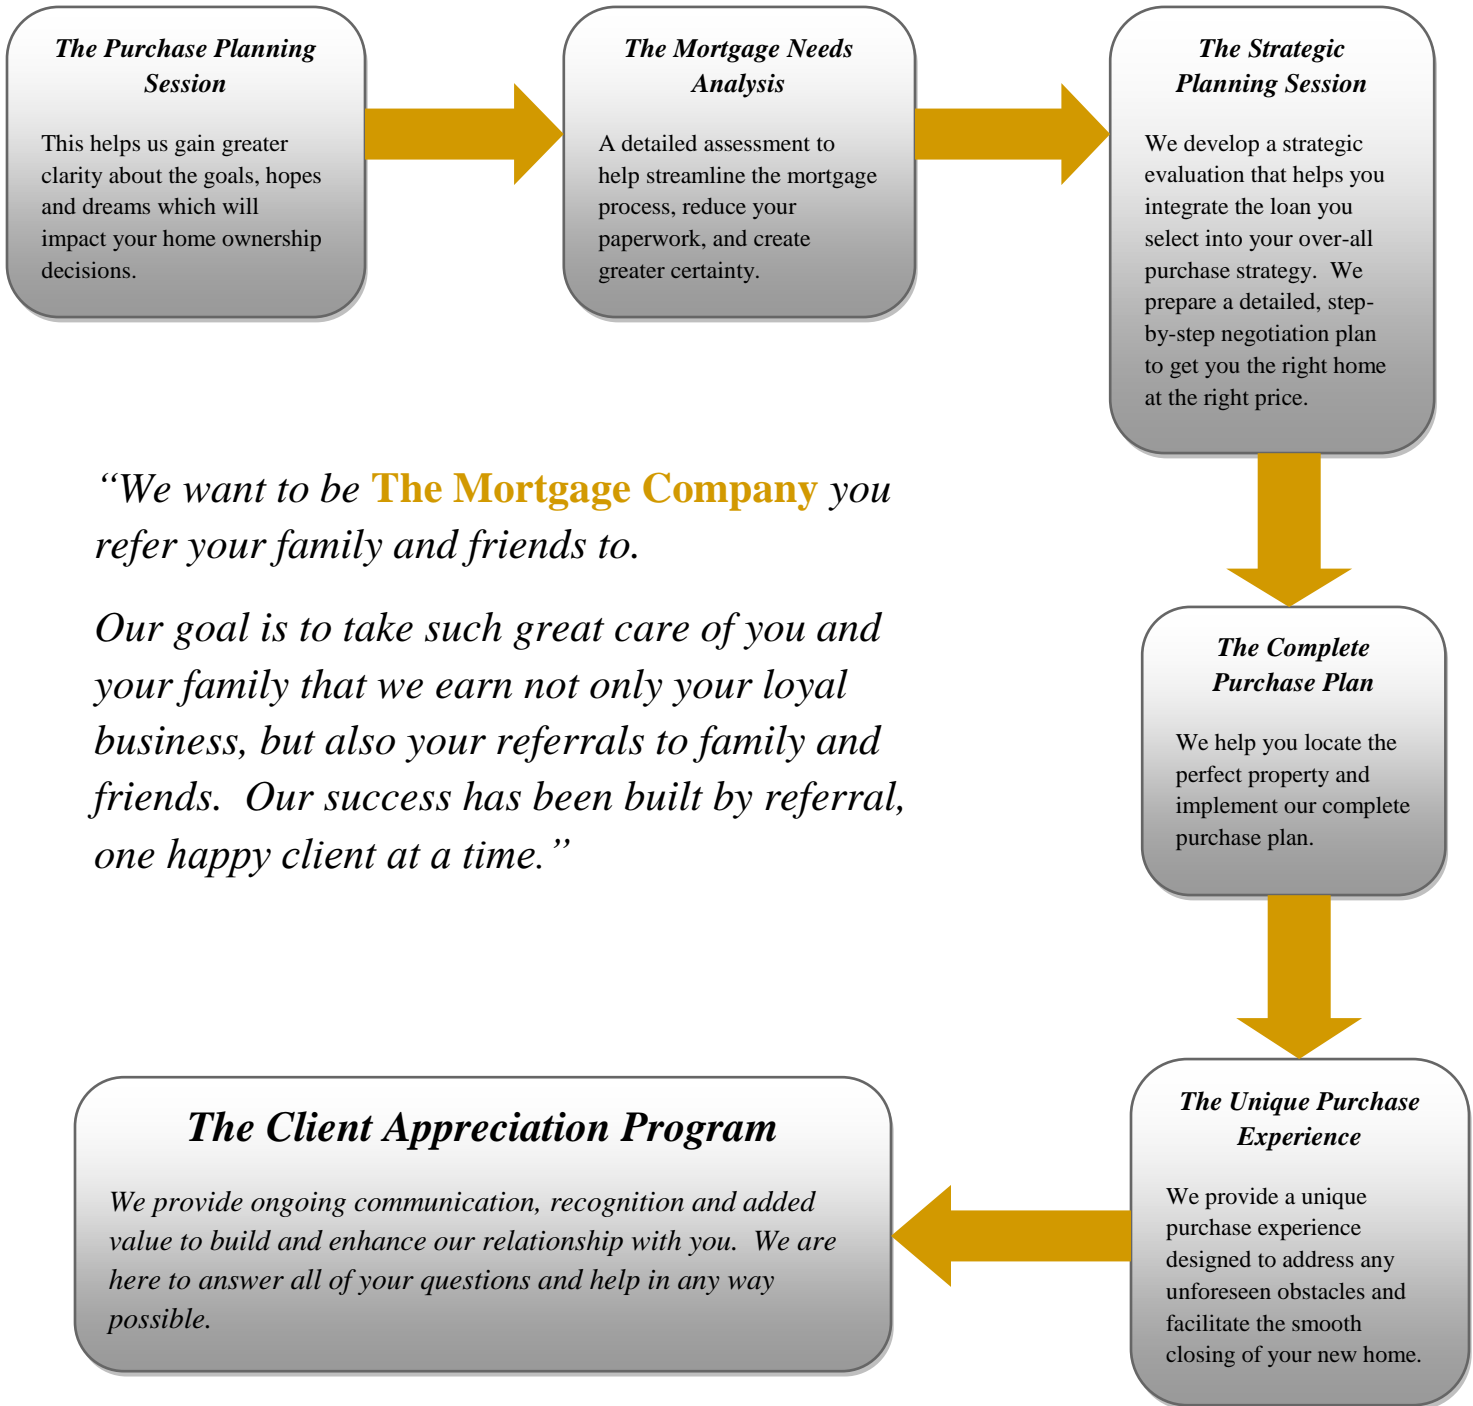 The Purchase Planning
Session
This helps us gain greater
clarity about the goals, hopes
and dreams which will
impact your home ownership
decisions.
The Mortgage Needs
Analysis
A detailed assessment to
help streamline the mortgage
process, reduce your
paperwork, and create
greater certainty.
The Strategic
Planning Session
We develop a strategic
evaluation that helps you
integrate the loan you
select into your over-all
purchase strategy.  We
prepare a detailed, step-
by-step negotiation plan
to get you the right home
at the right price.
“We want to be The Mortgage Company you
refer your family and friends to.
Our goal is to take such great care of you and
your family that we earn not only your loyal
business, but also your referrals to family and
friends.  Our success has been built by referral,
one happy client at a time.”
The Complete
Purchase Plan
We help you locate the
perfect property and
implement our complete
purchase plan.
The Unique Purchase
Experience
We provide a unique
purchase experience
designed to address any
unforeseen obstacles and
facilitate the smooth
closing of your new home.
The Client Appreciation Program
We provide ongoing communication, recognition and added
value to build and enhance our relationship with you.  We are
here to answer all of your questions and help in any way
possible.